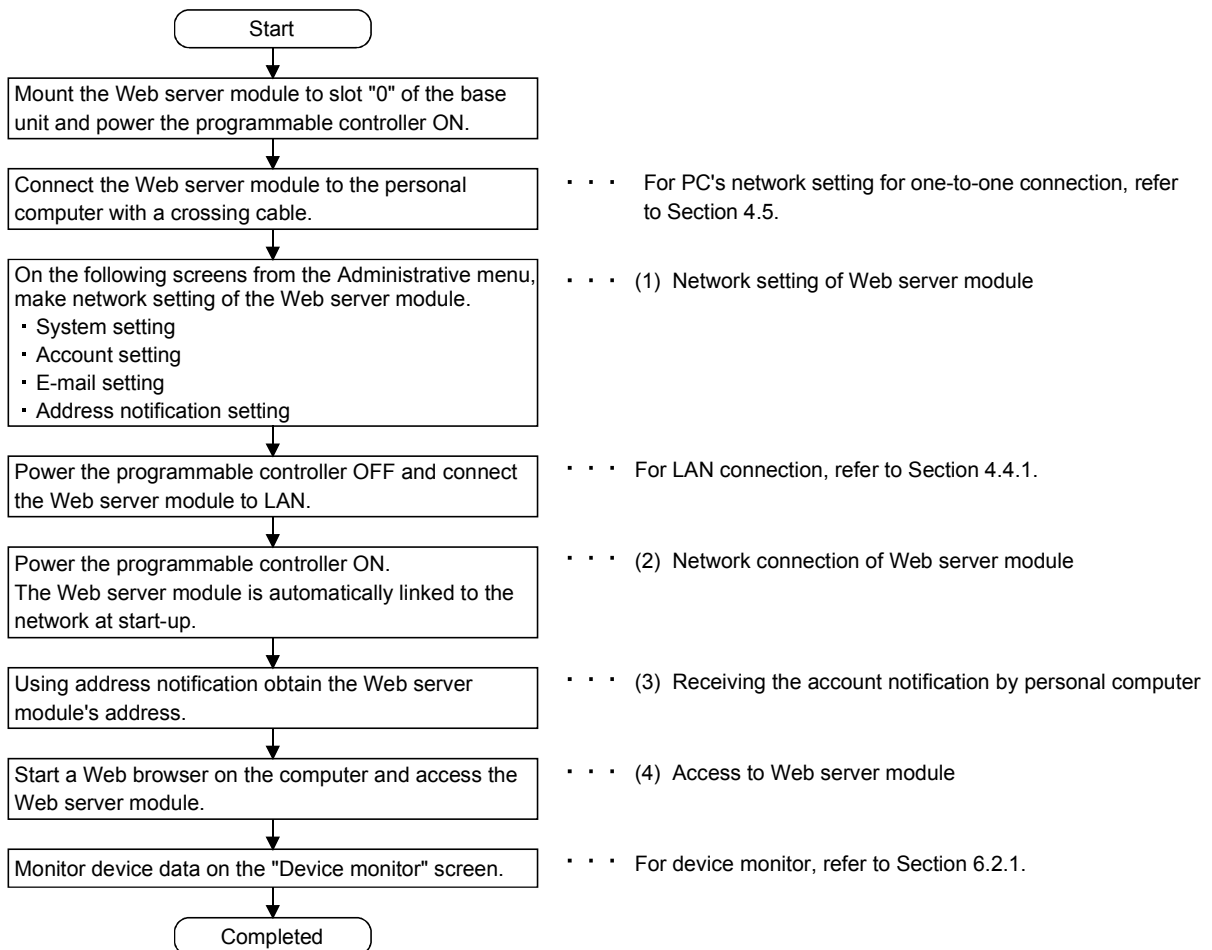 Start
Mount the Web server module to slot "0" of the base
unit and power the programmable controller ON.
Connect the Web server module to the personal
computer with a crossing cable.
· · · For PC's network setting for one-to-one connection, refer
to Section 4.5.
On the following screens from the Administrative menu,
make network setting of the Web server module.
· System setting
· Account setting
· E-mail setting
· Address notification setting
· · · (1) Network setting of Web server module
Power the programmable controller OFF and connect
the Web server module to LAN.
· · · For LAN connection, refer to Section 4.4.1.
Power the programmable controller ON.
The Web server module is automatically linked to the
network at start-up.
· · · (2) Network connection of Web server module
Using address notification obtain the Web server
module's address.
· · · (3) Receiving the account notification by personal computer
Start a Web browser on the computer and access the
Web server module.
· · · (4) Access to Web server module
Monitor device data on the "Device monitor" screen.
· · · For device monitor, refer to Section 6.2.1.
Completed